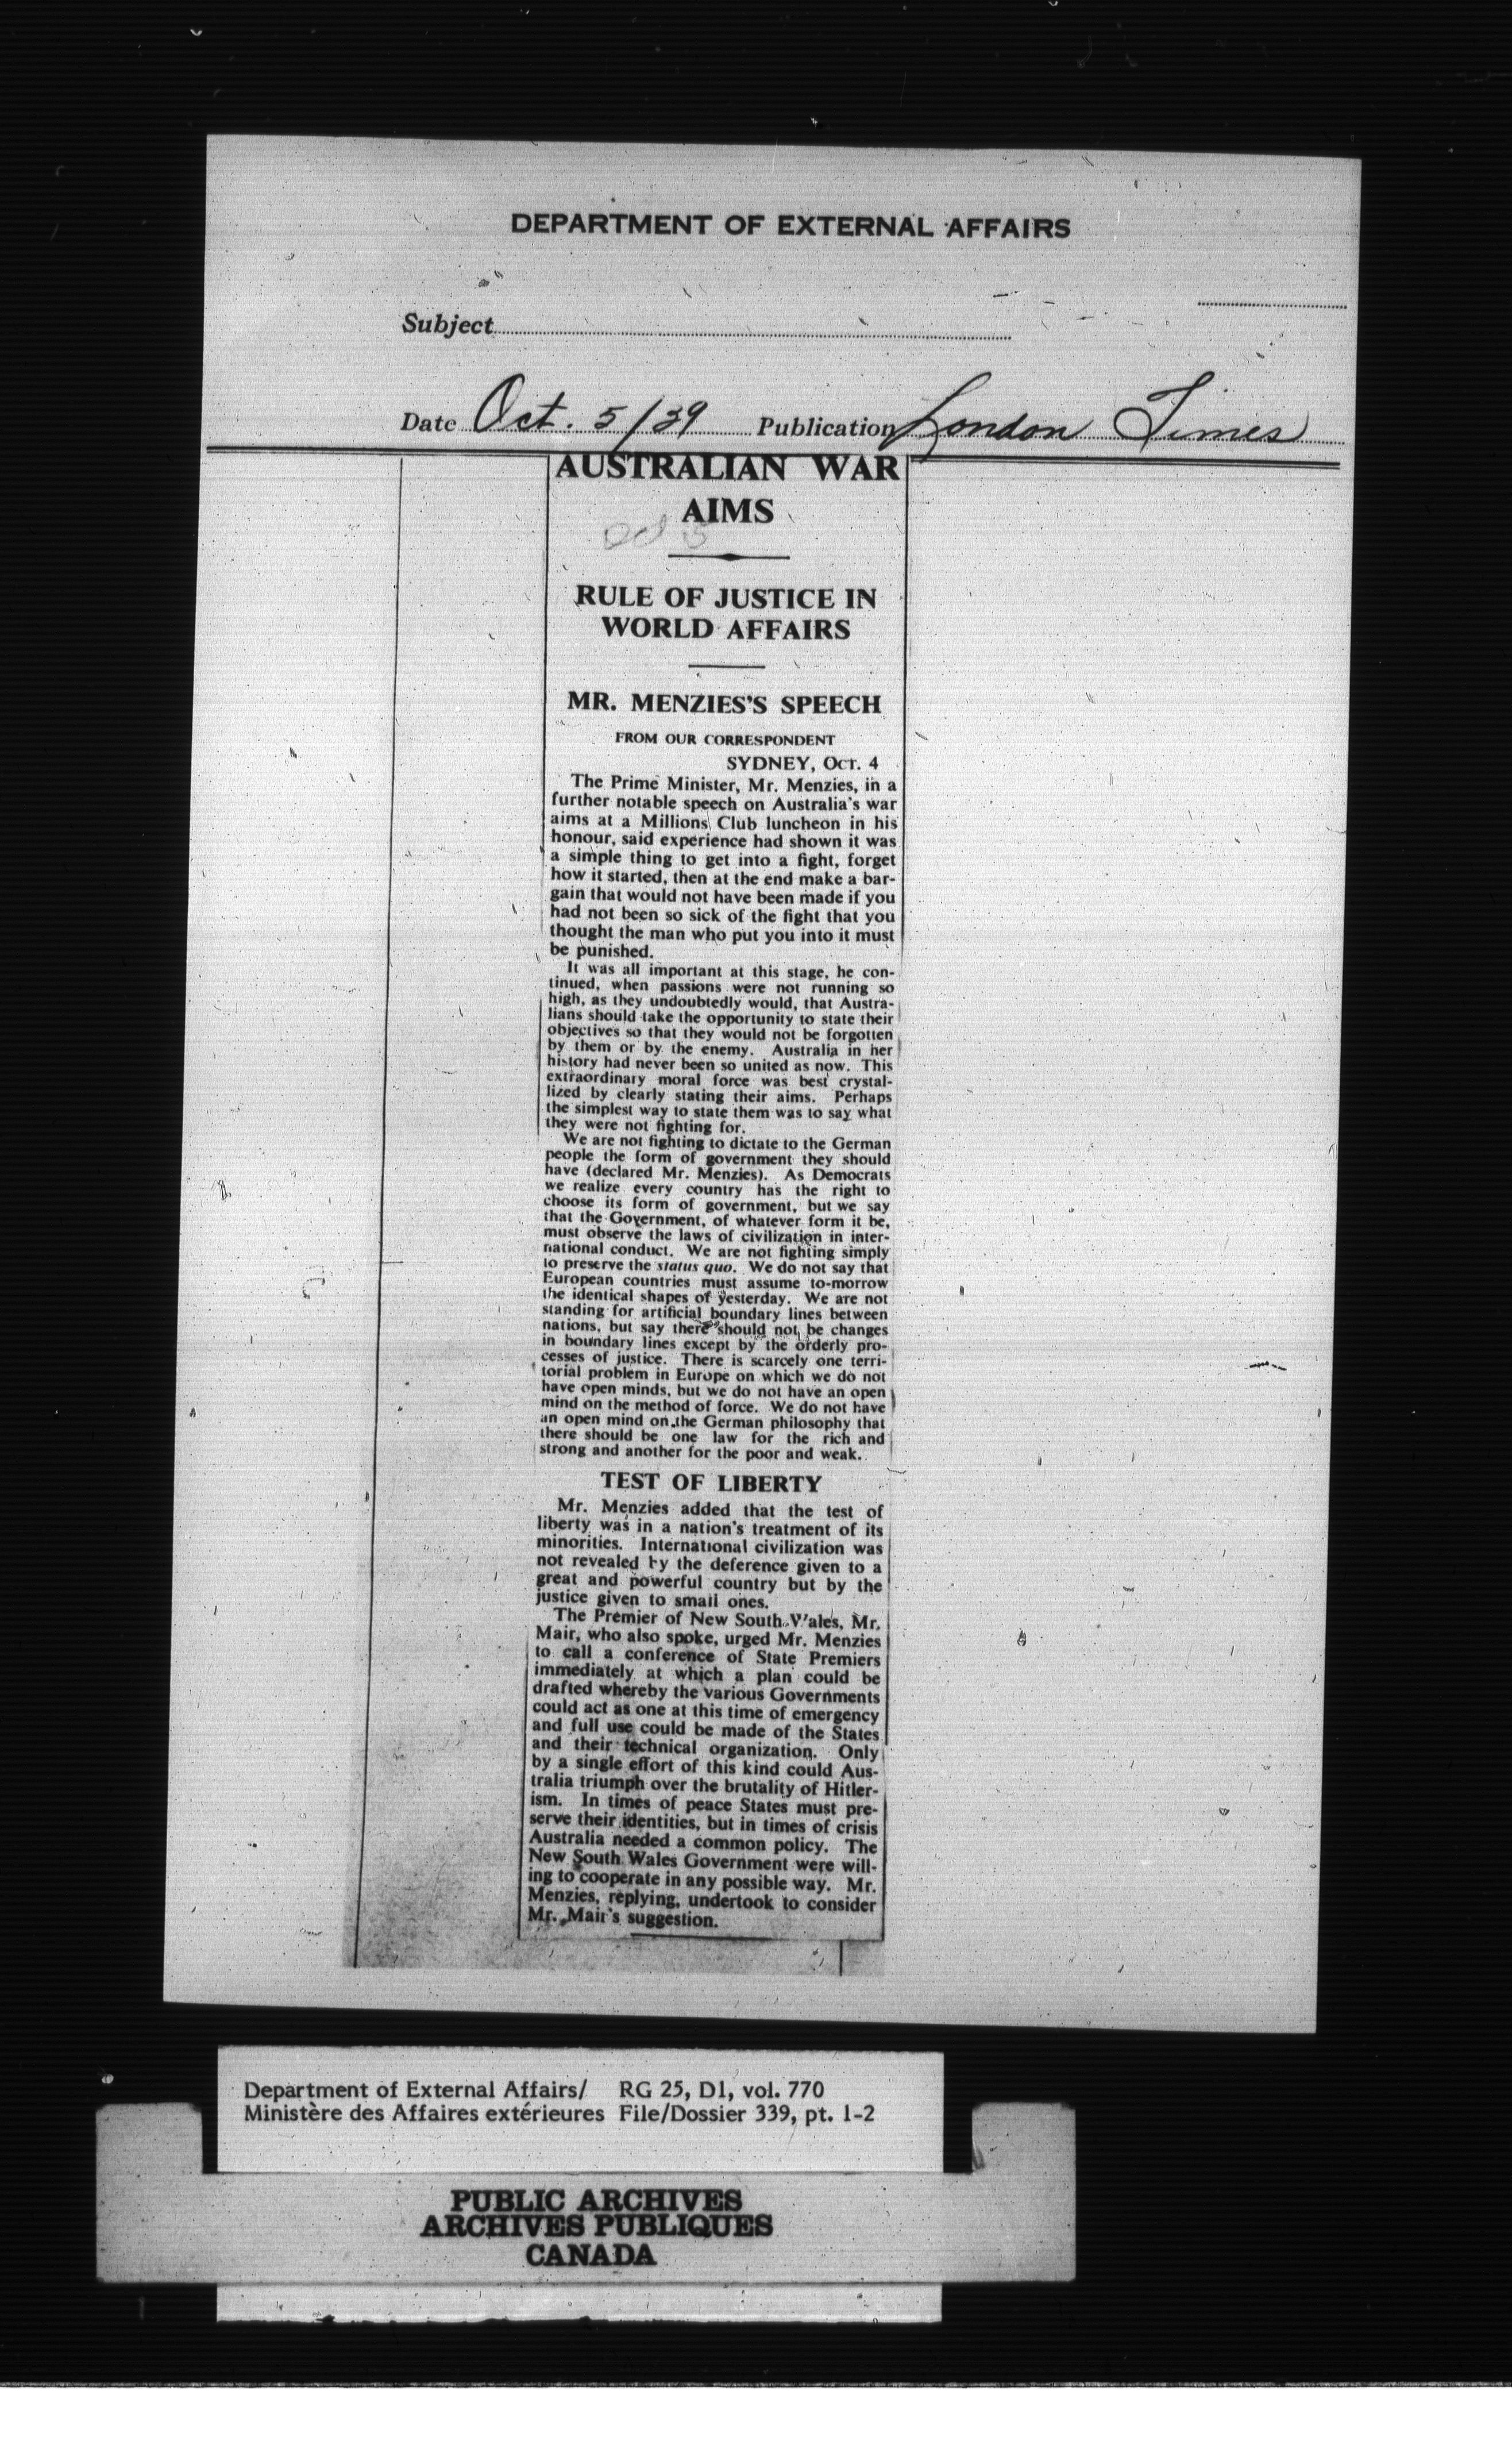 DEPARTMENT OF EXTERNAL AFFAIRS
Subject
Date Oct. 5/39 Publication London Times
AUSTRALIAN WAR
AIMS
Oct 5
RULE OF JUSTICE IN
WORLD AFFAIRS
MR. MENZIES'S SPEECH
FROM OUR CORRESPONDENT
SYDNEY, OCT. 4
The Prime Minister, Mr. Menzies, in a
further notable speech on Australia's war
aims at a Millions Club luncheon in his
honour, said experience had shown it was
a simple thing to get into a fight, forget
how it started, then at the end make a bar-
gain that would not have been made if you
had not been so sick of the fight that you
thought the man who put you into it must
be punished.
It was all important at this stage, he con-
tinued, when passions were not running so
high, as they undoubtedly would, that Austra-
lians should take the opportunity to state their
objectives so that they would not be forgotten
by them or by the enemy. Australia in her
history had never been so united as now. This
extraordinary moral force was best crystal-
lized by clearly stating their aims. Perhaps
the simplest way to state them was to say what
they were not fighting for.
We are not fighting to dictate to the German
people the form of government they should
have (declared Mr. Menzies). As Democrats
we realize every country has the right to
choose its form of government, but we say
that the Government, of whatever form it be,
must observe the laws of civilization in inter-
national conduct. We are not fighting simply
to preserve the status quo. We do not say that
European countries must assume to-morrow
the identical shapes of yesterday. We are not
standing for artificial boundary lines between
nations, but say there should not be changes
in boundary lines except by the orderly pro-
cesses of justice. There is scarcely one terri-
torial problem in Europe on which we do not
have open minds, but we do not have an open
mind on the method of force. We do not have
an open mind on the German philosophy that
there should be one law for the rich and
strong and another for the poor and weak.
TEST OF LIBERTY
Mr. Menzies added that the test of
liberty was in a nation's treatment of its
minorities. International civilization was
not revealed by the deference given to a
great and powerful country but by the
justice given to small ones.
The Premier of New South Wales, Mr.
Mair, who also spoke, urged Mr. Menzies
to call a conference of State Premiers
immediately at which a plan could be
drafted whereby the various Governments
could act as one at this time of emergency
and full use could be made of the States
and their technical organization. Only
by a single effort of this kind could Aus-
tralia triumph over the brutality of Hitler-
ism. In times of peace States must pre-
serve their identities, but in times of crisis
Australia needed a common policy. The
New South Wales Government were will-
ing to cooperate in any possible way. Mr.
Menzies, replying, undertook to consider
Mr. Mair's suggestion.
Department of External Affairs/ RG 25, D1, vol. 770
Ministère des Affaires extérieures File/Dossier 339, pt. 1-2
PUBLIC ARCHIVES
ARCHIVES PUBLIQUES
CANADA